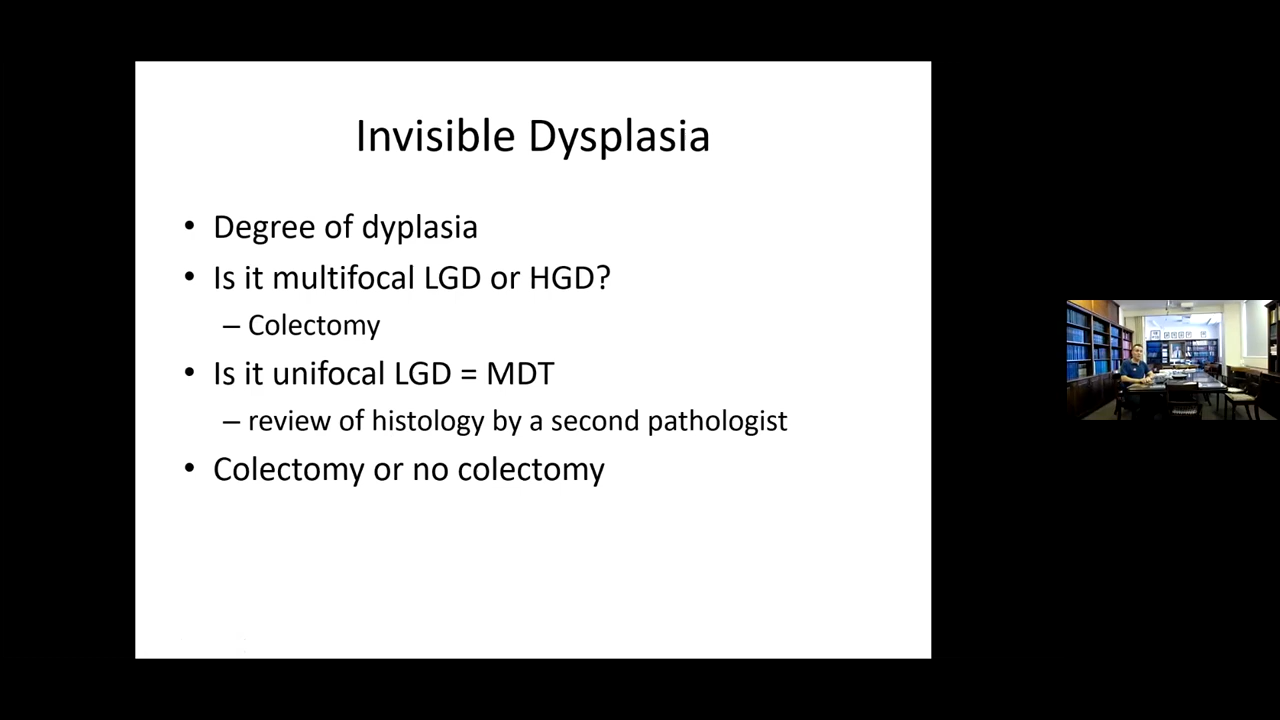 Invisible Dysplasia
• Degree of dyplasia
• Is it multifocal LGD or HGD?
– Colectomy
• Is it unifocal LGD = MDT
– review of histology by a second pathologist
• Colectomy or no colectomy